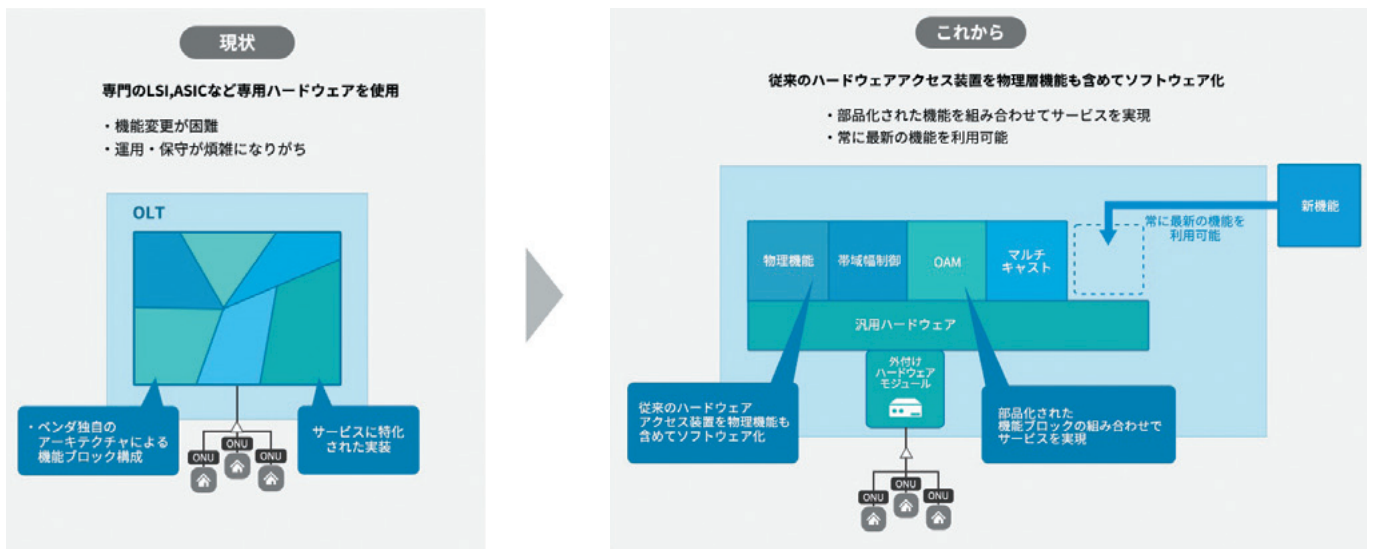 現状
専門のLSI,ASICなど専用ハードウェアを使用
・機能変更が困難
・運用・保守が煩雑になりがち
OLT
・ベンダ独自の
アーキテクチャによる
機能ブロック構成
サービスに特化
された実装
ONU
ONU
ONU
これから
従来のハードウェアアクセス装置を物理層機能も含めてソフトウェア化
・部品化された機能を組み合わせてサービスを実現
・常に最新の機能を利用可能
新機能
常に最新の機能を
利用可能
物理機能
帯域幅制御
OAM
マルチ
キャスト
汎用ハードウェア
外付け
ハードウェア
モジュール
従来のハードウェア
アクセス装置を物理機能も
含めてソフトウェア化
部品化された
機能ブロックの組み合わせで
サービスを実現
ONU
ONU
ONU